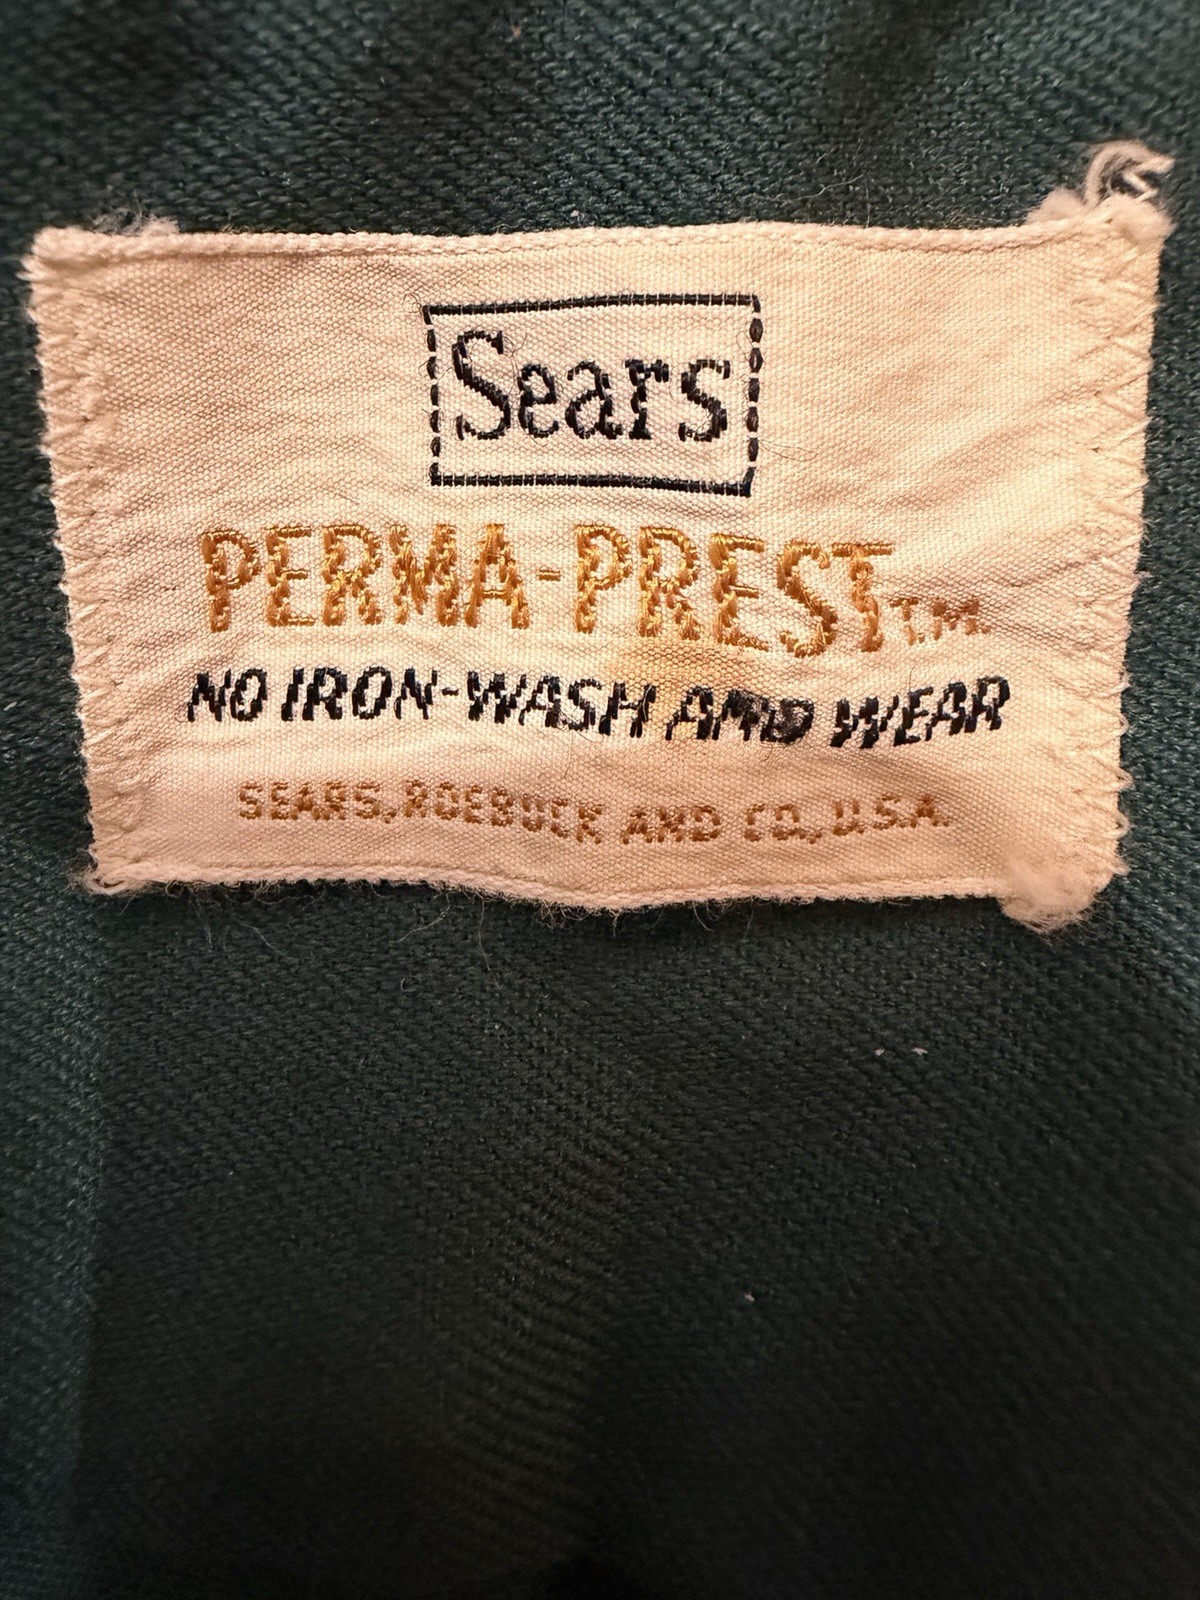 Sears
PERMA-PREST T.M.
NO IRON-WASH AND WEAR
SEARS, ROEBUCK AND CO., U.S.A.